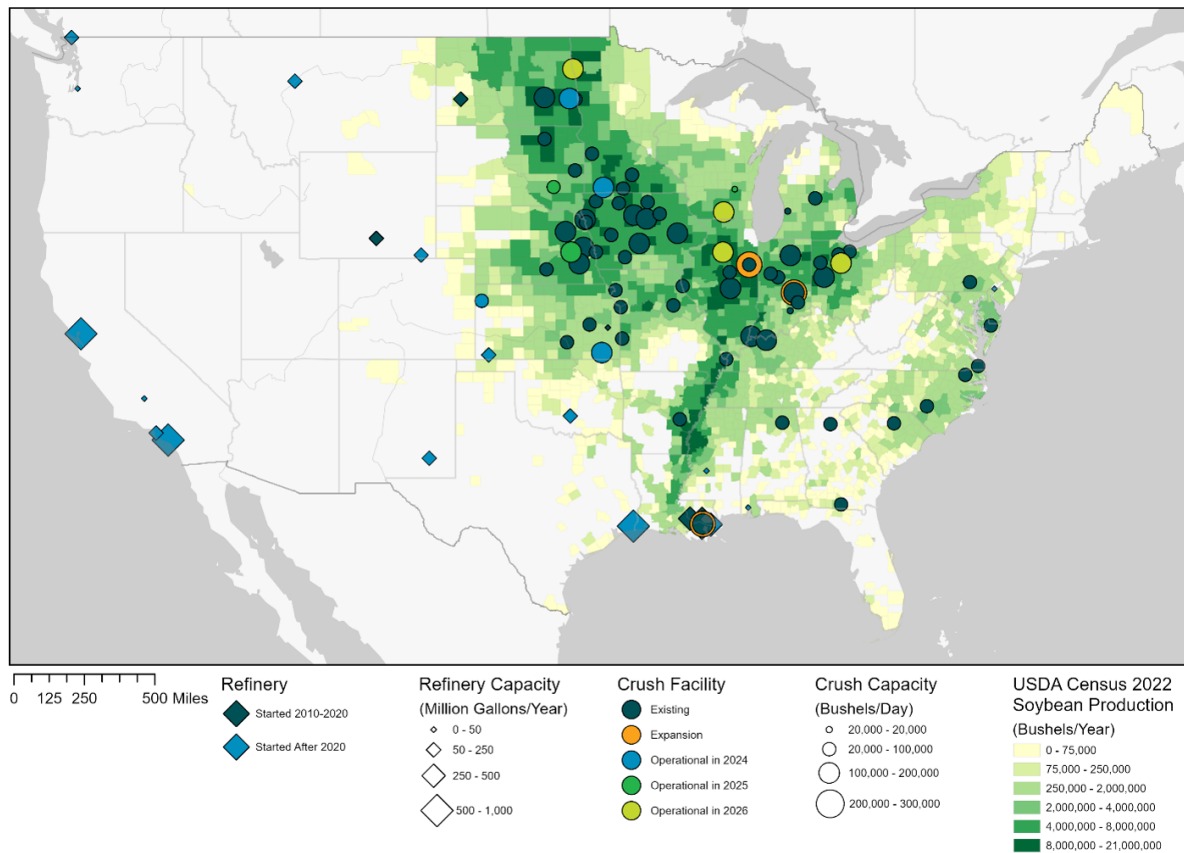 0 125 250 500 Miles
Refinery
Started 2010-2020
Started After 2020
Refinery Capacity
(Million Gallons/Year)
0 - 50
50 - 250
250 - 500
500 - 1,000
Crush Facility
Existing
Expansion
Operational in 2024
Operational in 2025
Operational in 2026
Crush Capacity
(Bushels/Day)
20,000 - 20,000
20,000 - 100,000
100,000 - 200,000
200,000 - 300,000
USDA Census 2022
Soybean Production
(Bushels/Year)
0 - 75,000
75,000 - 250,000
250,000 - 2,000,000
2,000,000 - 4,000,000
4,000,000 - 8,000,000
8,000,000 - 21,000,000